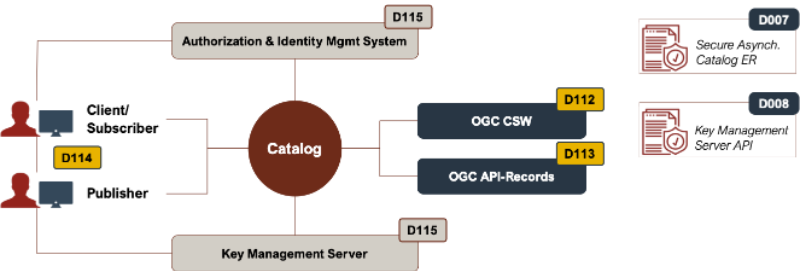 D115
Authorization & Identity Mgmt System
D007
Secure Asynch.
Catalog ER
Client/
Subscriber
D112
OGC CSW
D008
Key Management
Server API
D114
Catalog
D113
OGC API-Records
Publisher
D115
Key Management Server